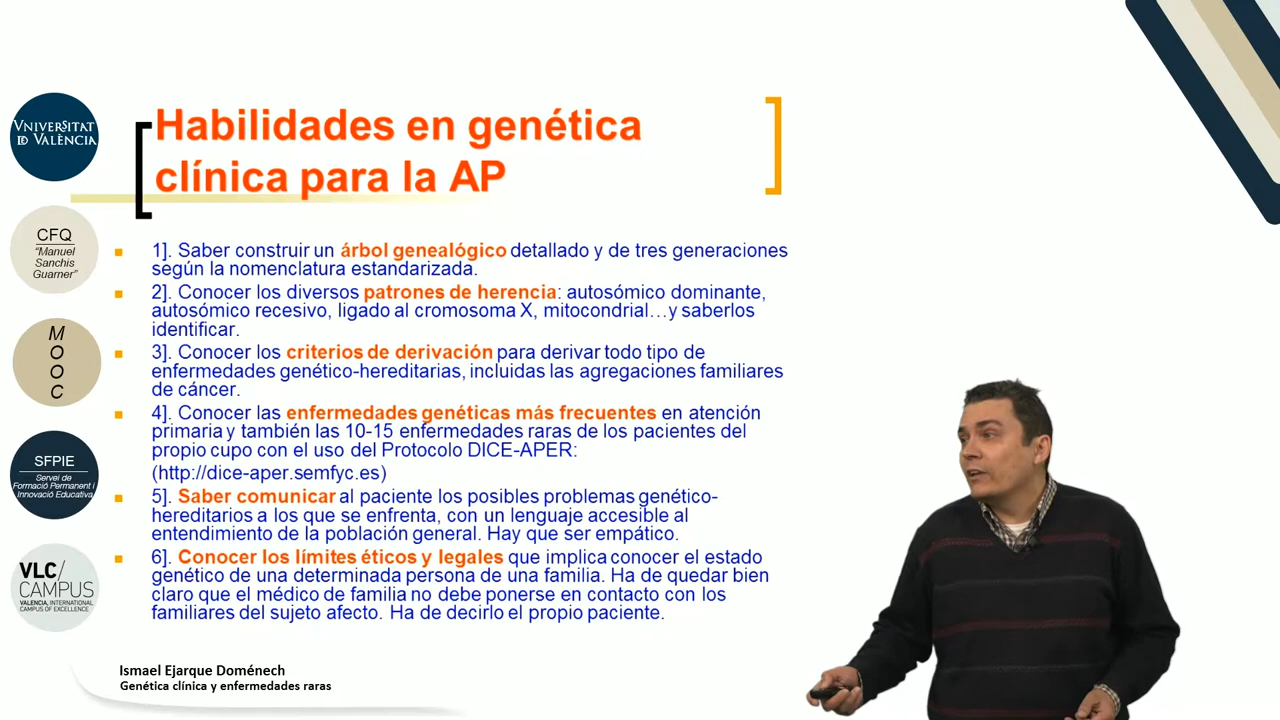 Habilidades en genética
clínica para la AP
1]. Saber construir un árbol genealógico detallado y de tres generaciones
según la nomenclatura estandarizada.
2]. Conocer los diversos patrones de herencia: autosómico dominante,
autosómico recesivo, ligado al cromosoma X, mitocondrial…y saberlos
identificar.
3]. Conocer los criterios de derivación para derivar todo tipo de
enfermedades genético-hereditarias, incluidas las agregaciones familiares
de cáncer.
4]. Conocer las enfermedades genéticas más frecuentes en atención
primaria y también las 10-15 enfermedades raras de los pacientes del
propio cupo con el uso del Protocolo DICE-APER:
(http://dice-aper.semfyc.es)
5]. Saber comunicar al paciente los posibles problemas genético-
hereditarios a los que se enfrenta, con un lenguaje accesible al
entendimiento de la población general. Hay que ser empático.
6]. Conocer los límites éticos y legales que implica conocer el estado
genético de una determinada persona de una familia. Ha de quedar bien
claro que el médico de familia no debe ponerse en contacto con los
familiares del sujeto afecto. Ha de decirlo el propio paciente.
VNIVERSITAT
ID VALÈNCIA
CFQ
"Manuel
Sanchis
Guarner"
M
O
O
C
SFPIE
Servei de
Formació Permanent i
Innovació Educativa
VLC/
CAMPUS
VALENCIA, INTERNATIONAL
CAMPUS OF EXCELLENCE
Ismael Ejarque Doménech
Genética clínica y enfermedades raras